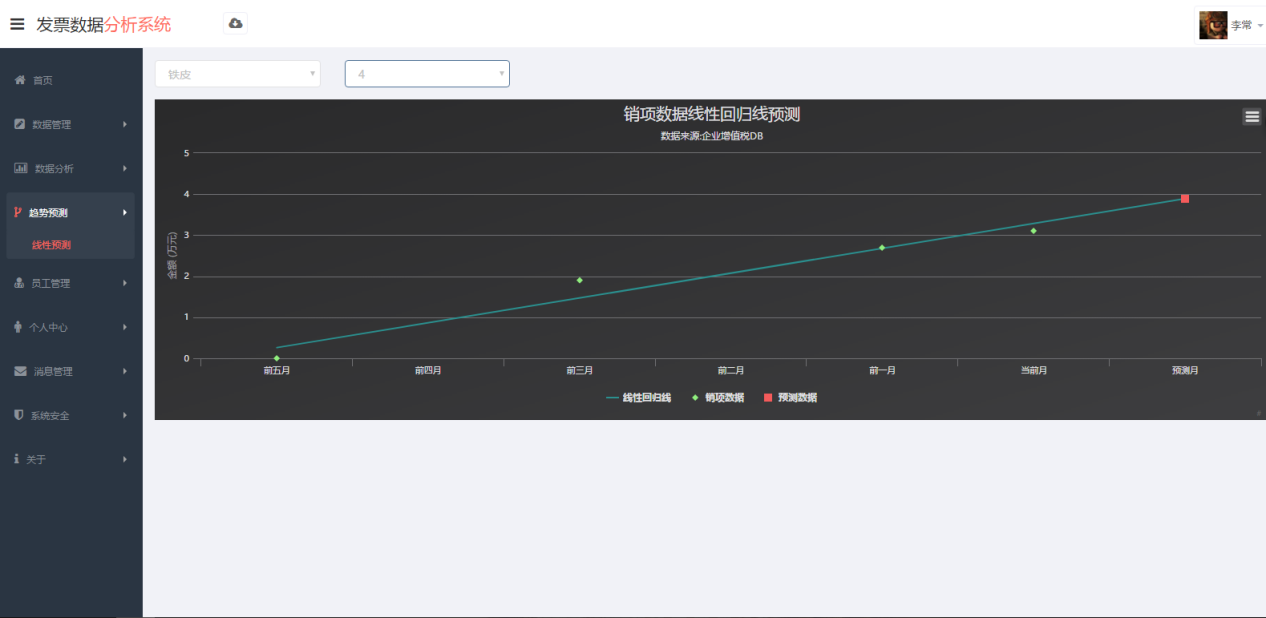 发票数据分析系统
李常
首页
数据管理
数据分析
趋势预测
线性预测
员工管理
个人中心
消息管理
系统安全
关于
铁皮
4
销项数据线性回归线预测
数据来源:企业增值税DB
金额 (万元)
5
4
3
2
1
0
前五月 前四月 前三月 前二月 前一月 当前月 预测月
线性回归线 销项数据 预测数据